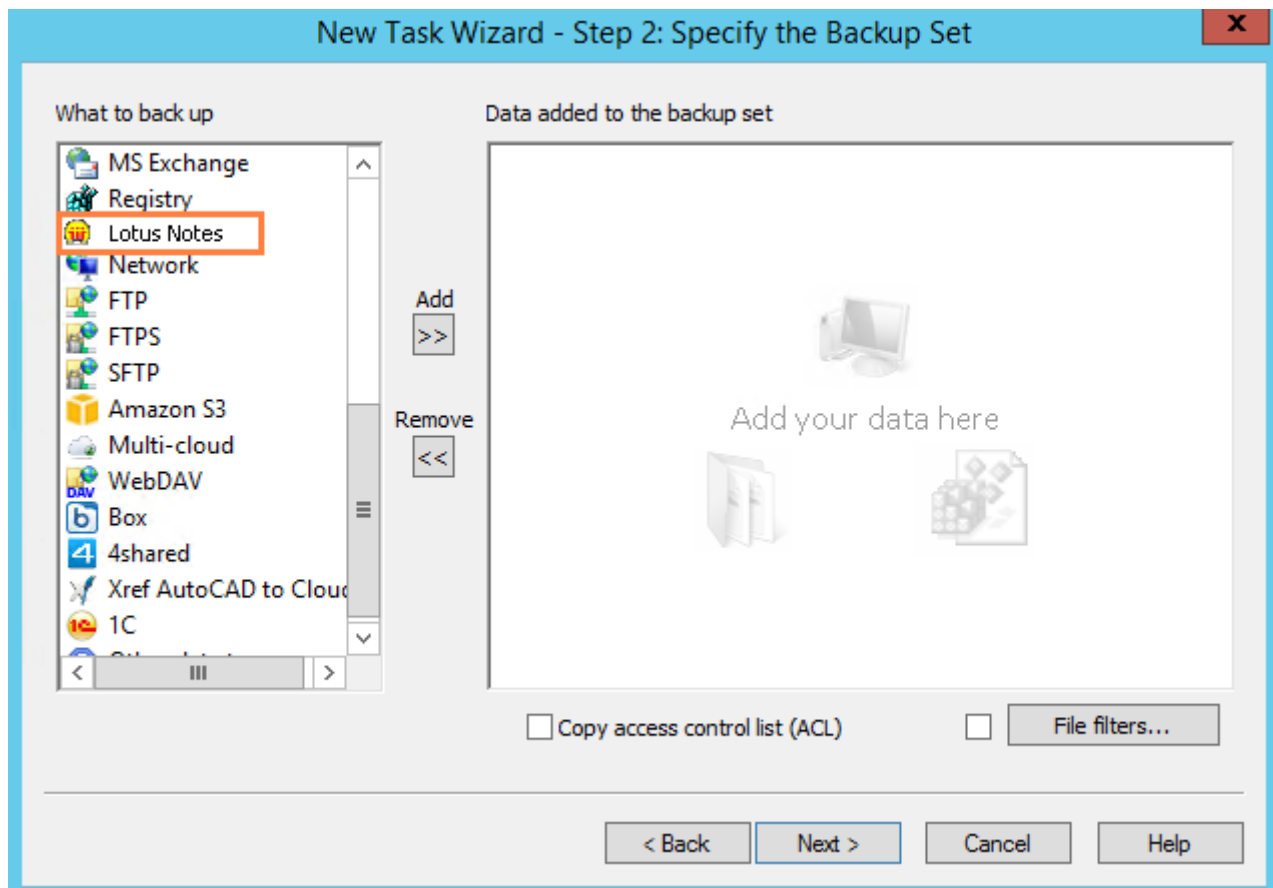 New Task Wizard - Step 2: Specify the Backup Set
X
What to back up
Data added to the backup set
MS Exchange
Registry
Lotus Notes
Network
FTP
FTPS
SFTP
Amazon S3
Multi-cloud
DAV WebDAV
b Box
4 4shared
Xref AutoCAD to Cloud
1C 1C
Add
>>
Remove
<<
Add your data here
Copy access control list (ACL)
File filters...
< Back
Next >
Cancel
Help